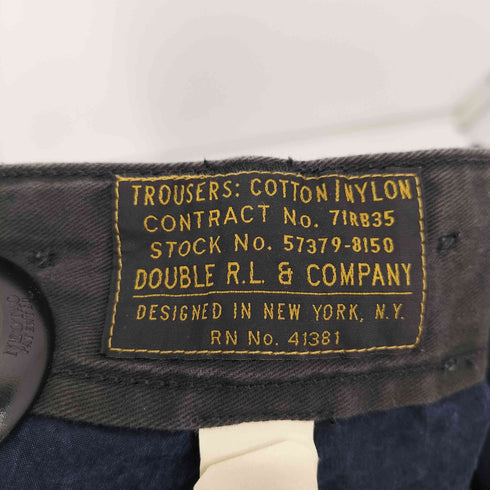 TROUSERS: COTTON/NYLON
CONTRACT No. 71RB35
STOCK No. 57379-8150
DOUBLE R.L. & COMPANY
DESIGNED IN NEW YORK, N.Y.
RN No. 41381